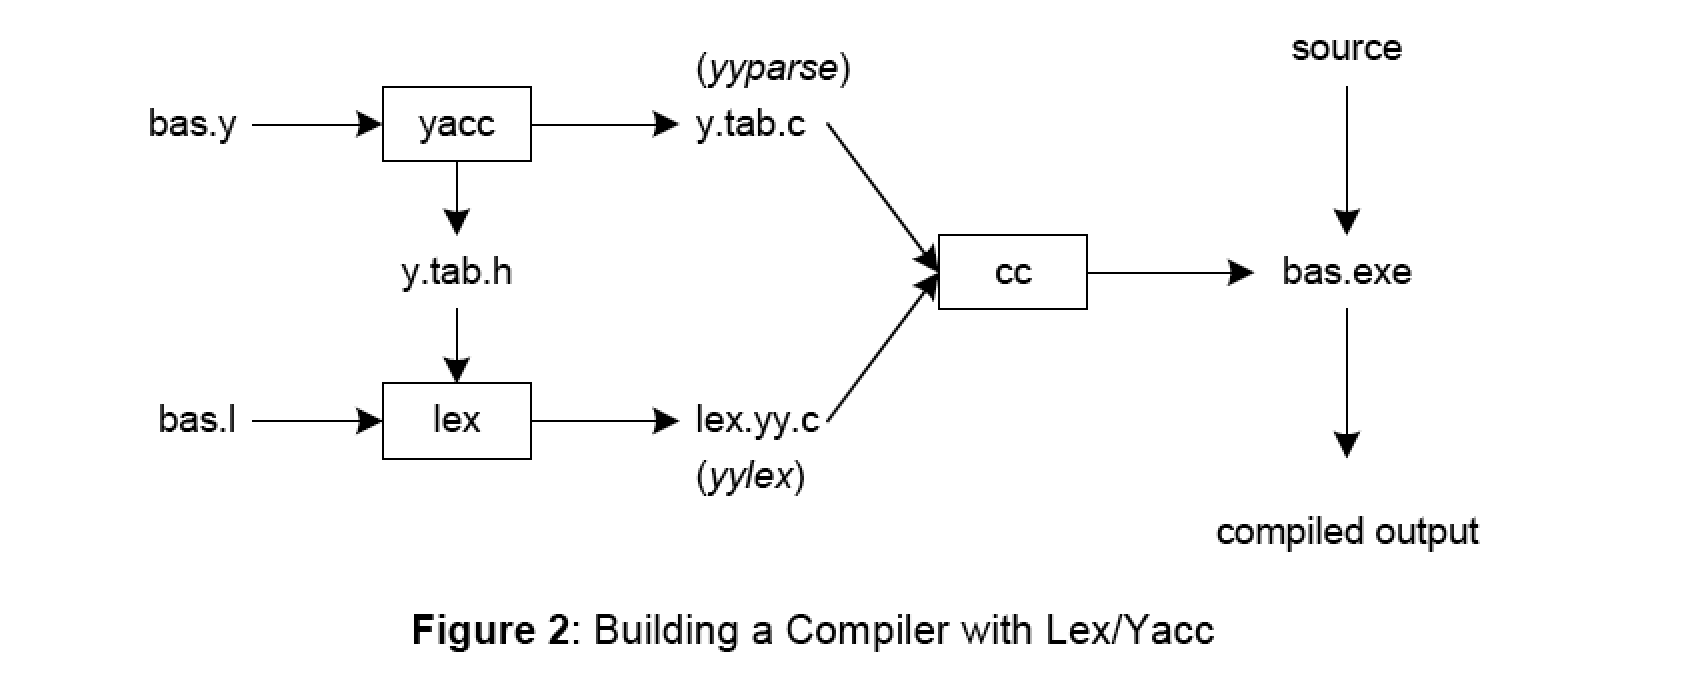 source
(yyparse)
bas.y
yacc
y.tab.c
y.tab.h
cc
bas.exe
bas.l
lex
lex.yy.c
(yylex)
compiled output
Figure 2: Building a Compiler with Lex/Yacc